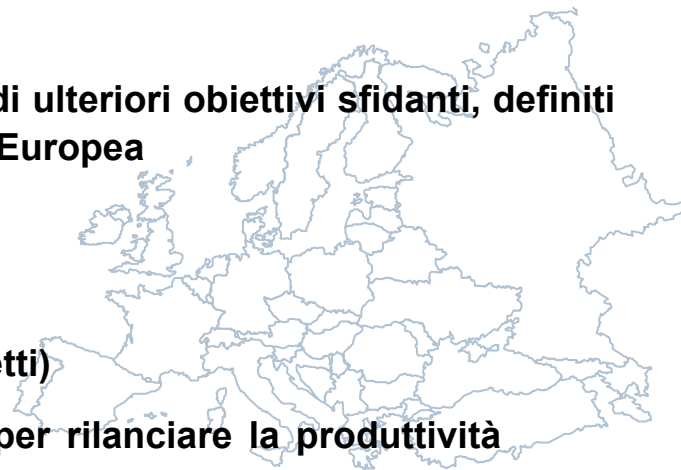 di ulteriori obiettivi sfidanti, definiti
Europea
etti)
per rilanciare la produttività